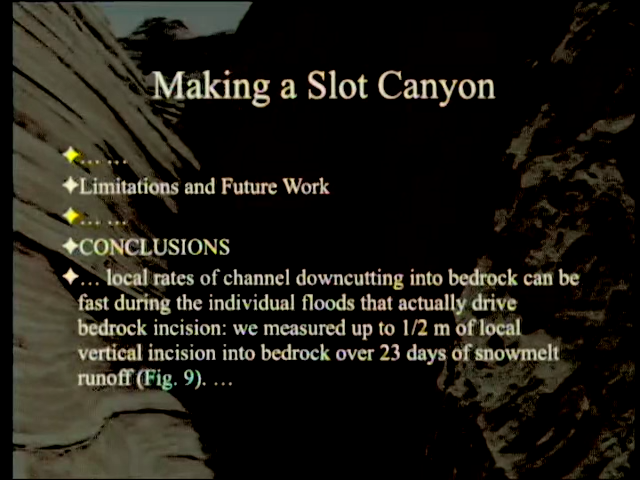 Making a Slot Canyon
… …
Limitations and Future Work
… …
CONCLUSIONS
… local rates of channel downcutting into bedrock can be
fast during the individual floods that actually drive
bedrock incision: we measured up to 1/2 m of local
vertical incision into bedrock over 23 days of snowmelt
runoff (Fig. 9). …